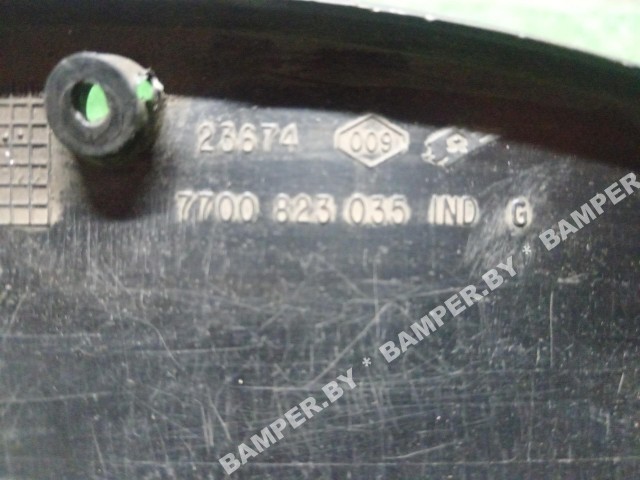 23674 009
7700 823 035 IND G
BAMPER.BY * BAMPER.BY * BAMPER